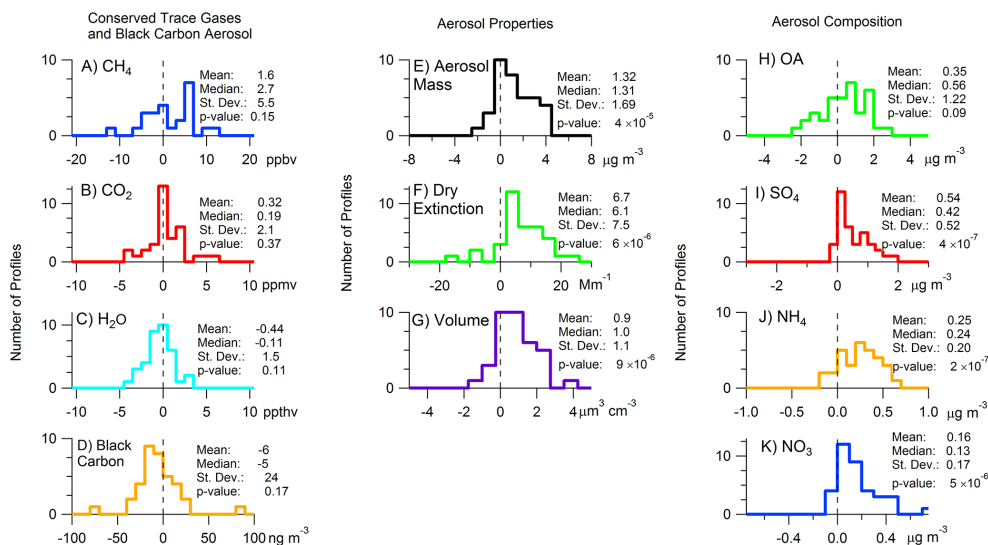 Conserved Trace Gases
and Black Carbon Aerosol
Aerosol Properties
Aerosol Composition
Number of Profiles
A) CH4
Mean: 1.6
Median: 2.7
St. Dev.: 5.5
p-value: 0.15
10
0
-20 -10 0 10 20
ppbv
B) CO2
Mean: 0.32
Median: 0.19
St. Dev.: 2.1
p-value: 0.37
10
0
-10 -5 0 5 10
ppmv
C) H2O
Mean: -0.44
Median: -0.11
St. Dev.: 1.5
p-value: 0.11
10
0
-10 -5 0 5 10
ppthv
D) Black
Carbon
Mean: -6
Median: -5
St. Dev.: 24
p-value: 0.17
10
0
-100 -50 0 50 100 ng m-3
Number of Profiles
E) Aerosol
Mass
Mean: 1.32
Median: 1.31
St. Dev.: 1.69
p-value: 4 ×10-5
10
0
-8 -4 0 4 8
µg m-3
F) Dry
Extinction
Mean: 6.7
Median: 6.1
St. Dev.: 7.5
p-value: 6 ×10-6
10
0
-20 0 20
Mm-1
G) Volume
Mean: 0.9
Median: 1.0
St. Dev.: 1.1
p-value: 9 ×10-6
10
0
-4 -2 0 2 4
µm3 cm-3
Number of Profiles
H) OA
Mean: 0.35
Median: 0.56
St. Dev.: 1.22
p-value: 0.09
10
0
-4 -2 0 2 4
µg m-3
I) SO4
Mean: 0.54
Median: 0.42
St. Dev.: 0.52
p-value: 4 ×10-7
10
0
-3 -2 -1 0 1 2 3
µg m-3
J) NH4
Mean: 0.25
Median: 0.24
St. Dev.: 0.20
p-value: 2 ×10-7
10
0
-1.0 -0.5 0.0 0.5 1.0
µg m-3
K) NO3
Mean: 0.16
Median: 0.13
St. Dev.: 0.17
p-value: 5 ×10-6
10
0
-0.4 0.0 0.4
µg m-3